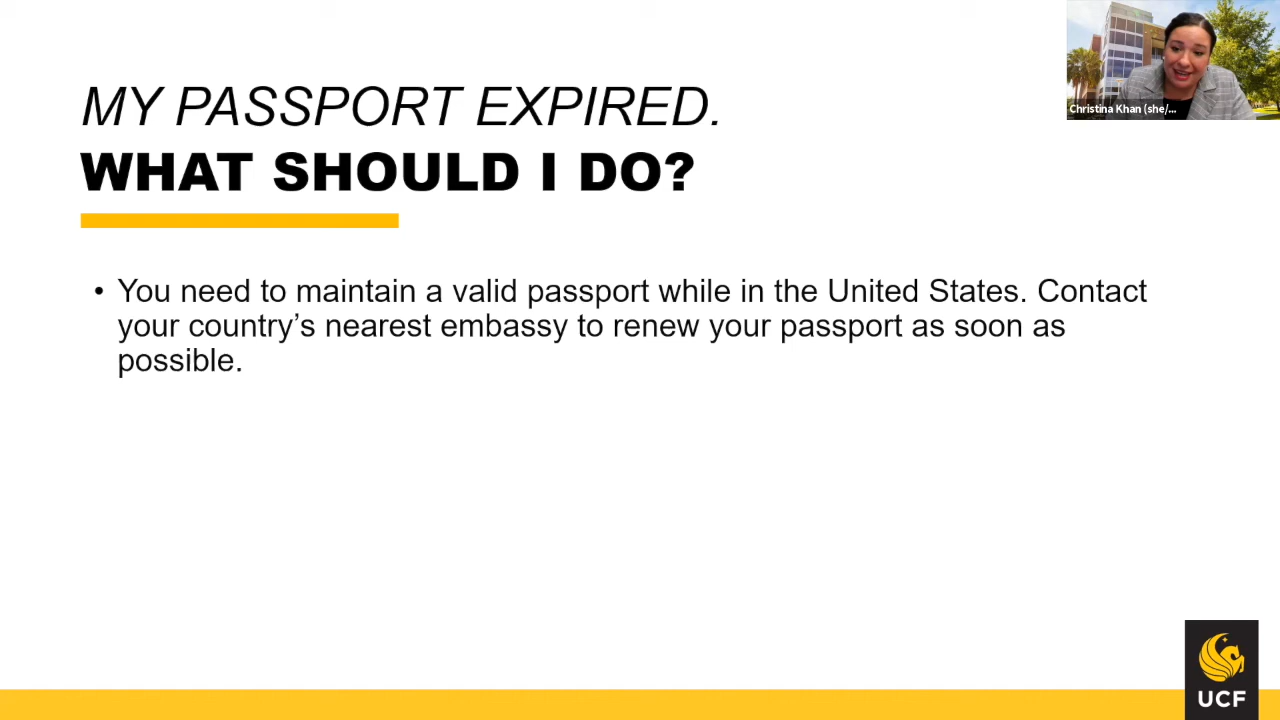 MY PASSPORT EXPIRED.
WHAT SHOULD I DO?
Christina Khan (she/...
• You need to maintain a valid passport while in the United States. Contact
your country’s nearest embassy to renew your passport as soon as
possible.
UCF